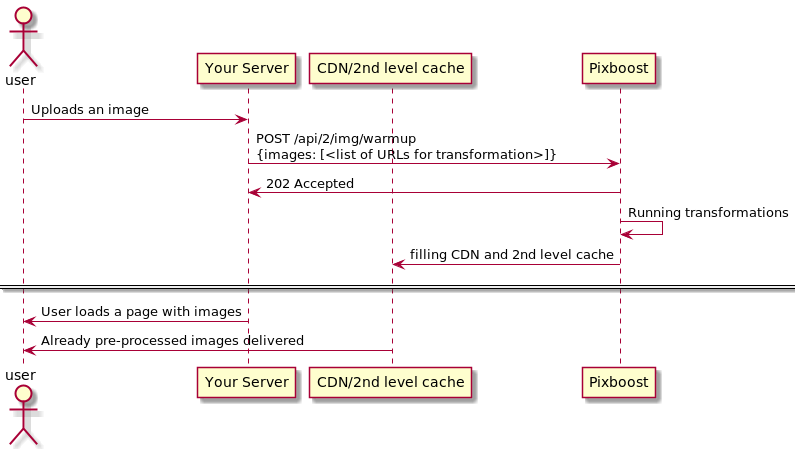 user
Your Server
CDN/2nd level cache
Pixboost
Uploads an image
POST /api/2/img/warmup
{images: [<list of URLs for transformation>]}
202 Accepted
Running transformations
filling CDN and 2nd level cache
User loads a page with images
Already pre-processed images delivered
user
Your Server
CDN/2nd level cache
Pixboost